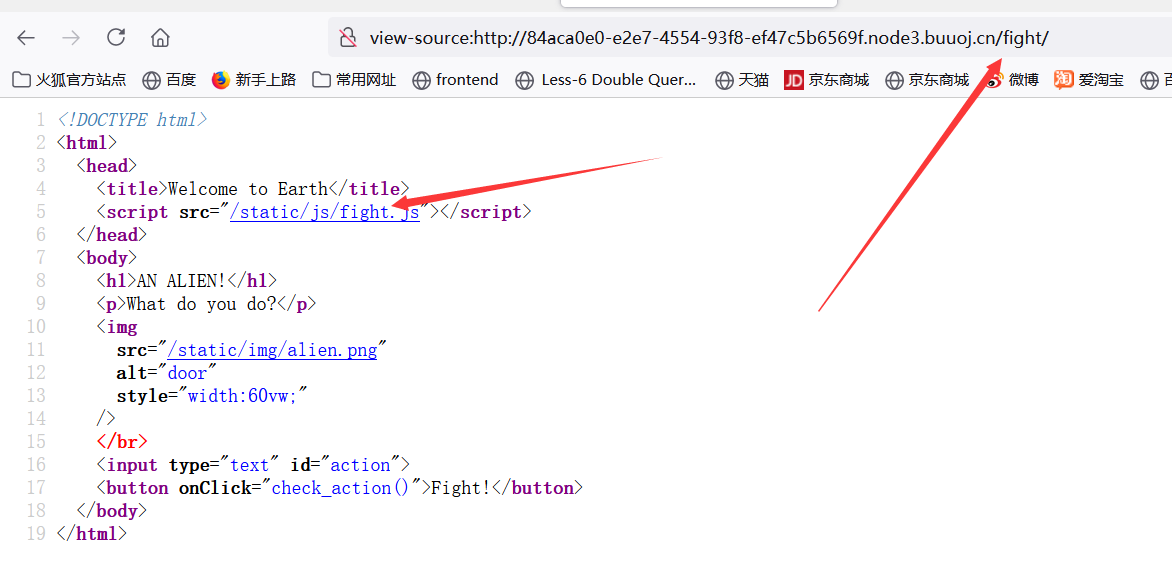 view-source:http://84aca0e0-e2e7-4554-93f8-ef47c5b6569f.node3.buuoj.cn/fight/
火狐官方站点 百度 新手上路 常用网址 frontend Less-6 Double Quer... 天猫 JD 京东商城 京东商城 微博 淘 爱淘宝
1 <!DOCTYPE html>
2 <html>
3 <head>
4 <title>Welcome to Earth</title>
5 <script src="/static/js/fight.js"></script>
6 </head>
7 <body>
8 <h1>AN ALIEN!</h1>
9 <p>What do you do?</p>
10 <img
11 src="/static/img/alien.png"
12 alt="door"
13 style="width:60vw;"
14 />
15 </br>
16 <input type="text" id="action">
17 <button onClick="check_action()">Fight!</button>
18 </body>
19 </html>